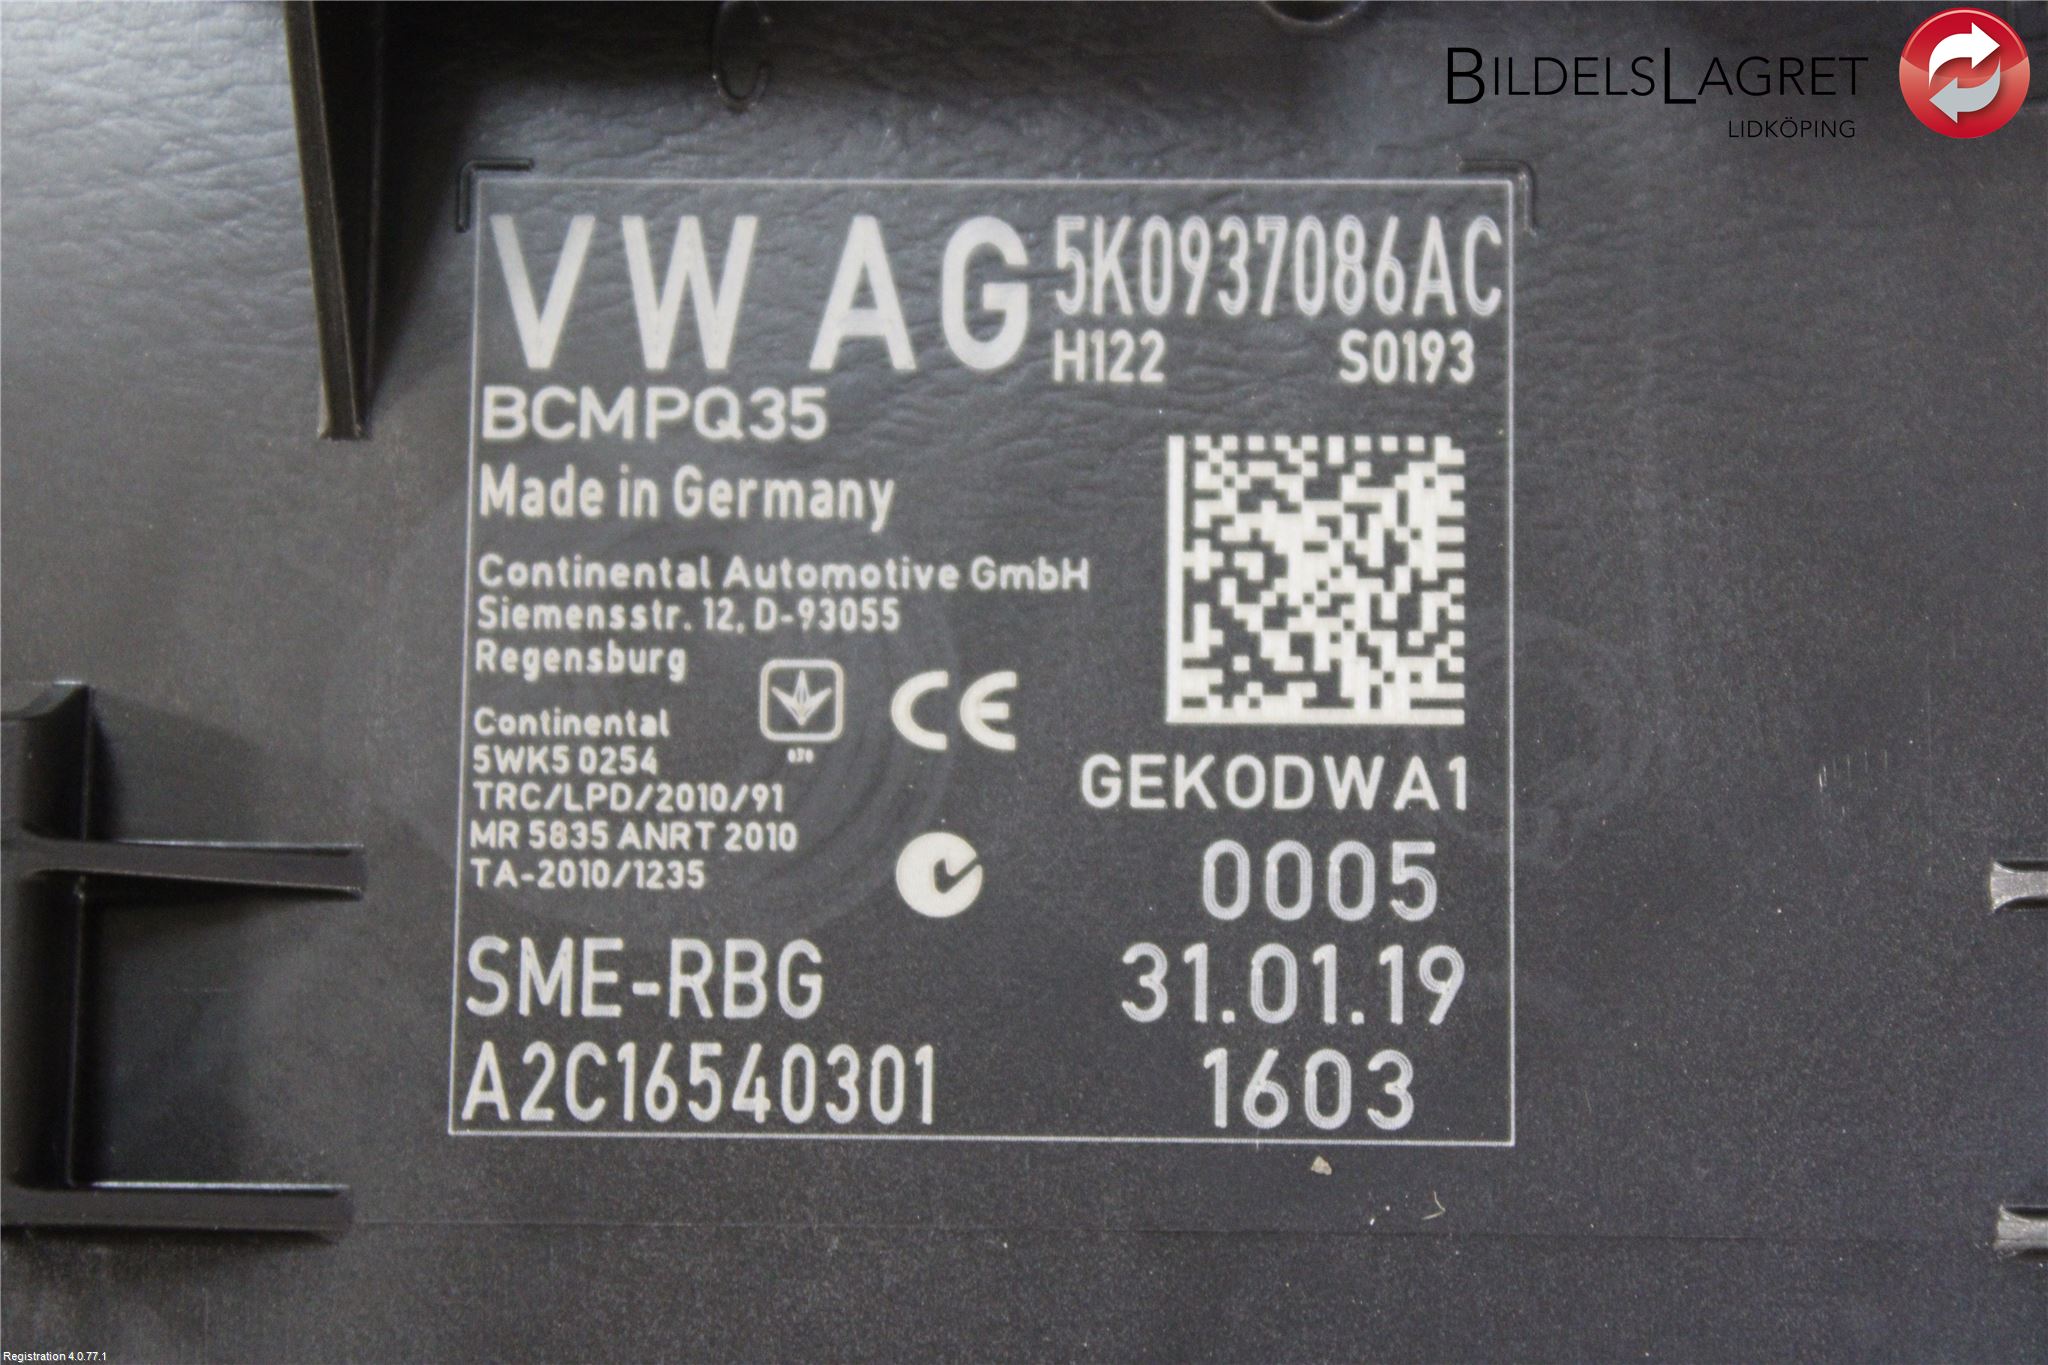 BILDELSLAGRET
LIDKÖPING
VW AG 5K0937086AC
H122 S0193
BCMPQ35
Made in Germany
Continental Automotive GmbH
Siemensstr. 12, D-93055
Regensburg
CE
Continental
5WK5 0254
TRC/LPD/2010/91
MR 5835 ANRT 2010
TA-2010/1235
GEK0DWA1
0005
SME-RBG 31.01.19
A2C16540301 1603
Registration 4.0.77.1